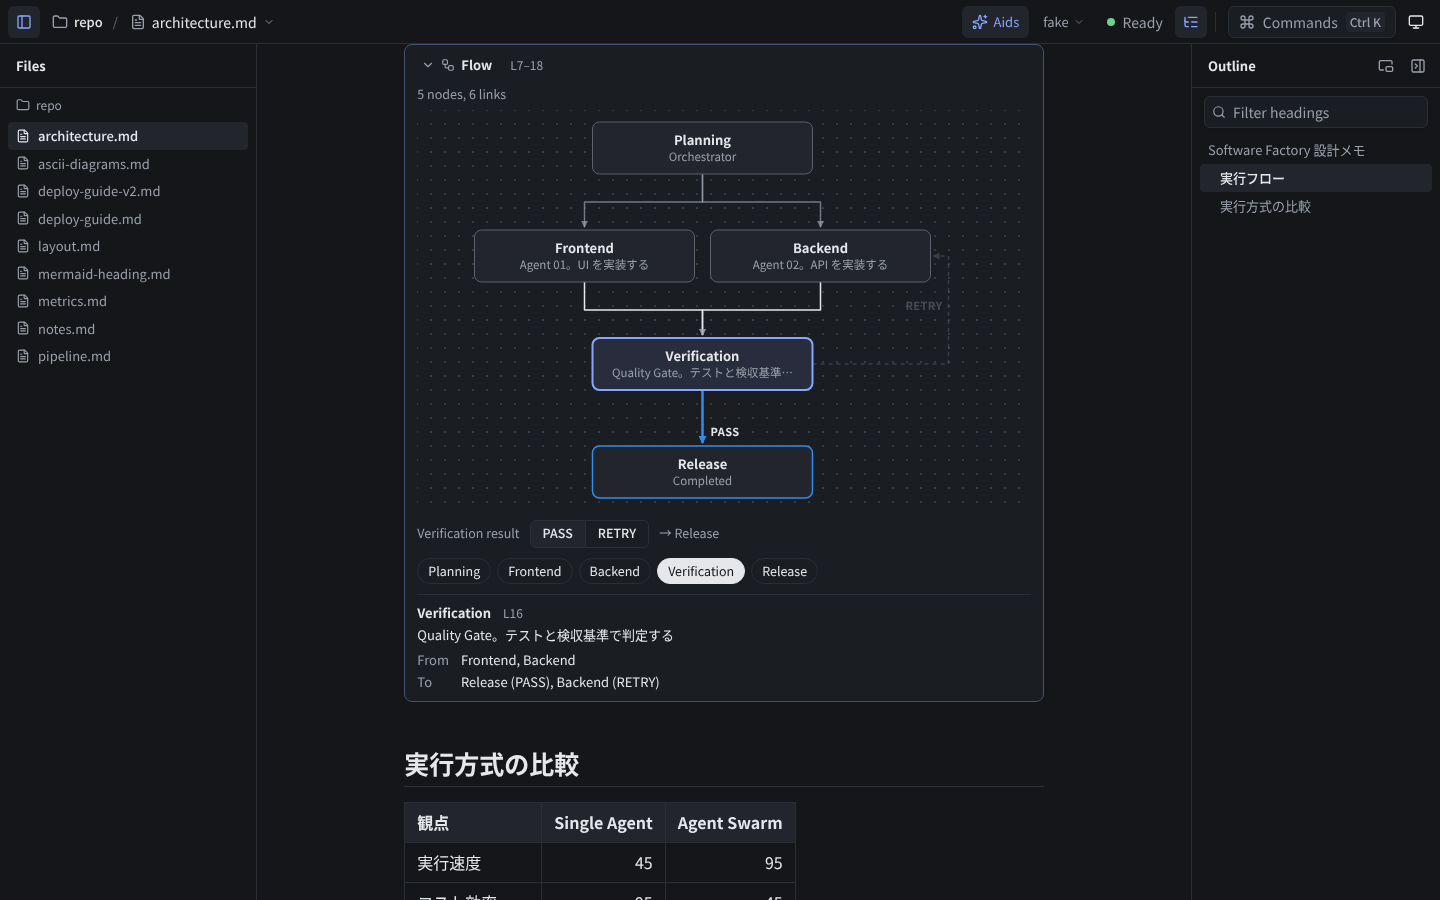 repo / architecture.md
Aids
fake
Ready
Commands Ctrl K
Files
repo
architecture.md
ascii-diagrams.md
deploy-guide-v2.md
deploy-guide.md
layout.md
mermaid-heading.md
metrics.md
notes.md
pipeline.md
Flow L7–18
5 nodes, 6 links
Planning
Orchestrator
Frontend
Agent 01。UI を実装する
Backend
Agent 02。API を実装する
RETRY
Verification
Quality Gate。テストと検収基準…
PASS
Release
Completed
Verification result PASS RETRY → Release
Planning Frontend Backend Verification Release
Verification L16
Quality Gate。テストと検収基準で判定する
From Frontend, Backend
To Release (PASS), Backend (RETRY)
実行方式の比較
観点 Single Agent Agent Swarm
実行速度 45 95
Outline
Filter headings
Software Factory 設計メモ
実行フロー
実行方式の比較